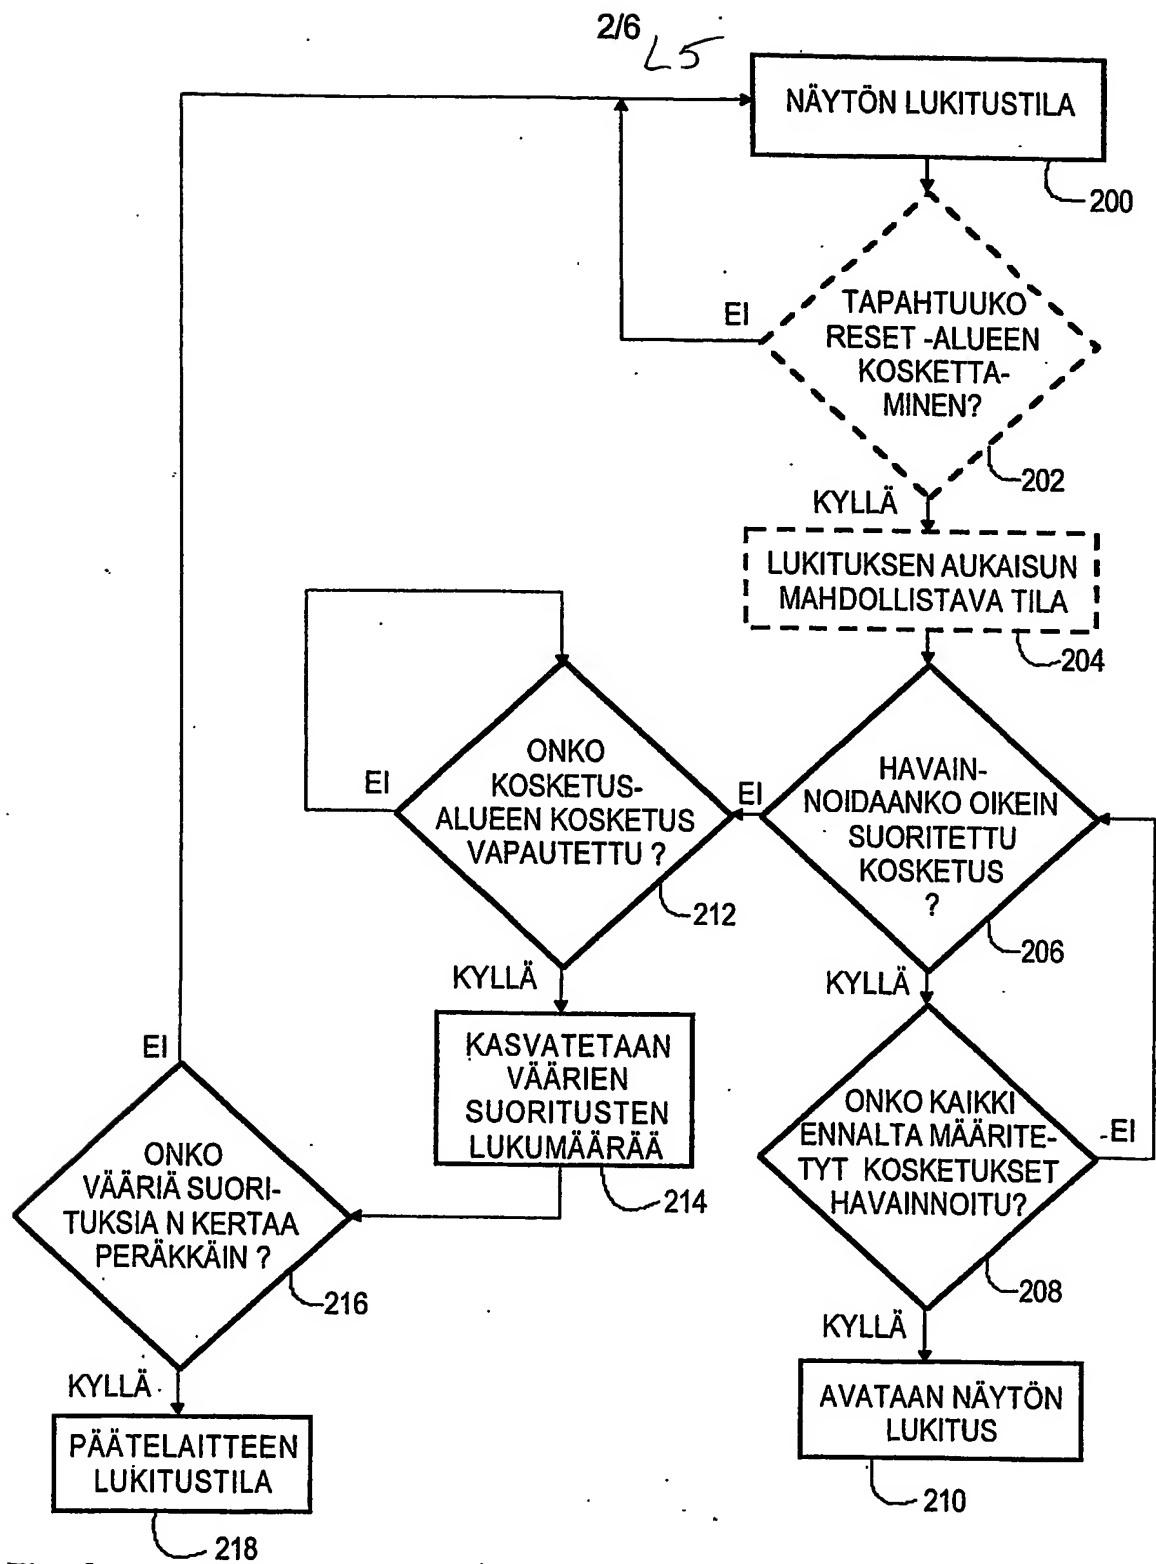 2/6
L5
NÄYTÖN LUKITUSTILA
200
TAPAHTUUKO
RESET -ALUEEN
KOSKETTA-
MINEN?
EI
202
KYLLÄ
LUKITUKSEN AUKAISUN
MAHDOLLISTAVA TILA
204
HAVAIN-
NOIDAANKO OIKEIN
SUORITETTU
KOSKETUS
?
EI
206
KYLLÄ
ONKO
KOSKETUS-
ALUEEN KOSKETUS
VAPAUTETTU ?
EI
212
KYLLÄ
KASVATETAAN
VÄÄRIEN
SUORITUSTEN
LUKUMÄÄRÄÄ
214
ONKO KAIKKI
ENNALTA MÄÄRITE-
TYT KOSKETUKSET
HAVAINNOITU?
EI
208
KYLLÄ
AVATAAN NÄYTÖN
LUKITUS
210
EI
ONKO
VÄÄRIÄ SUORI-
TUKSIA N KERTAA
PERÄKKÄIN ?
216
KYLLÄ
PÄÄTELAITTEEN
LUKITUSTILA
218